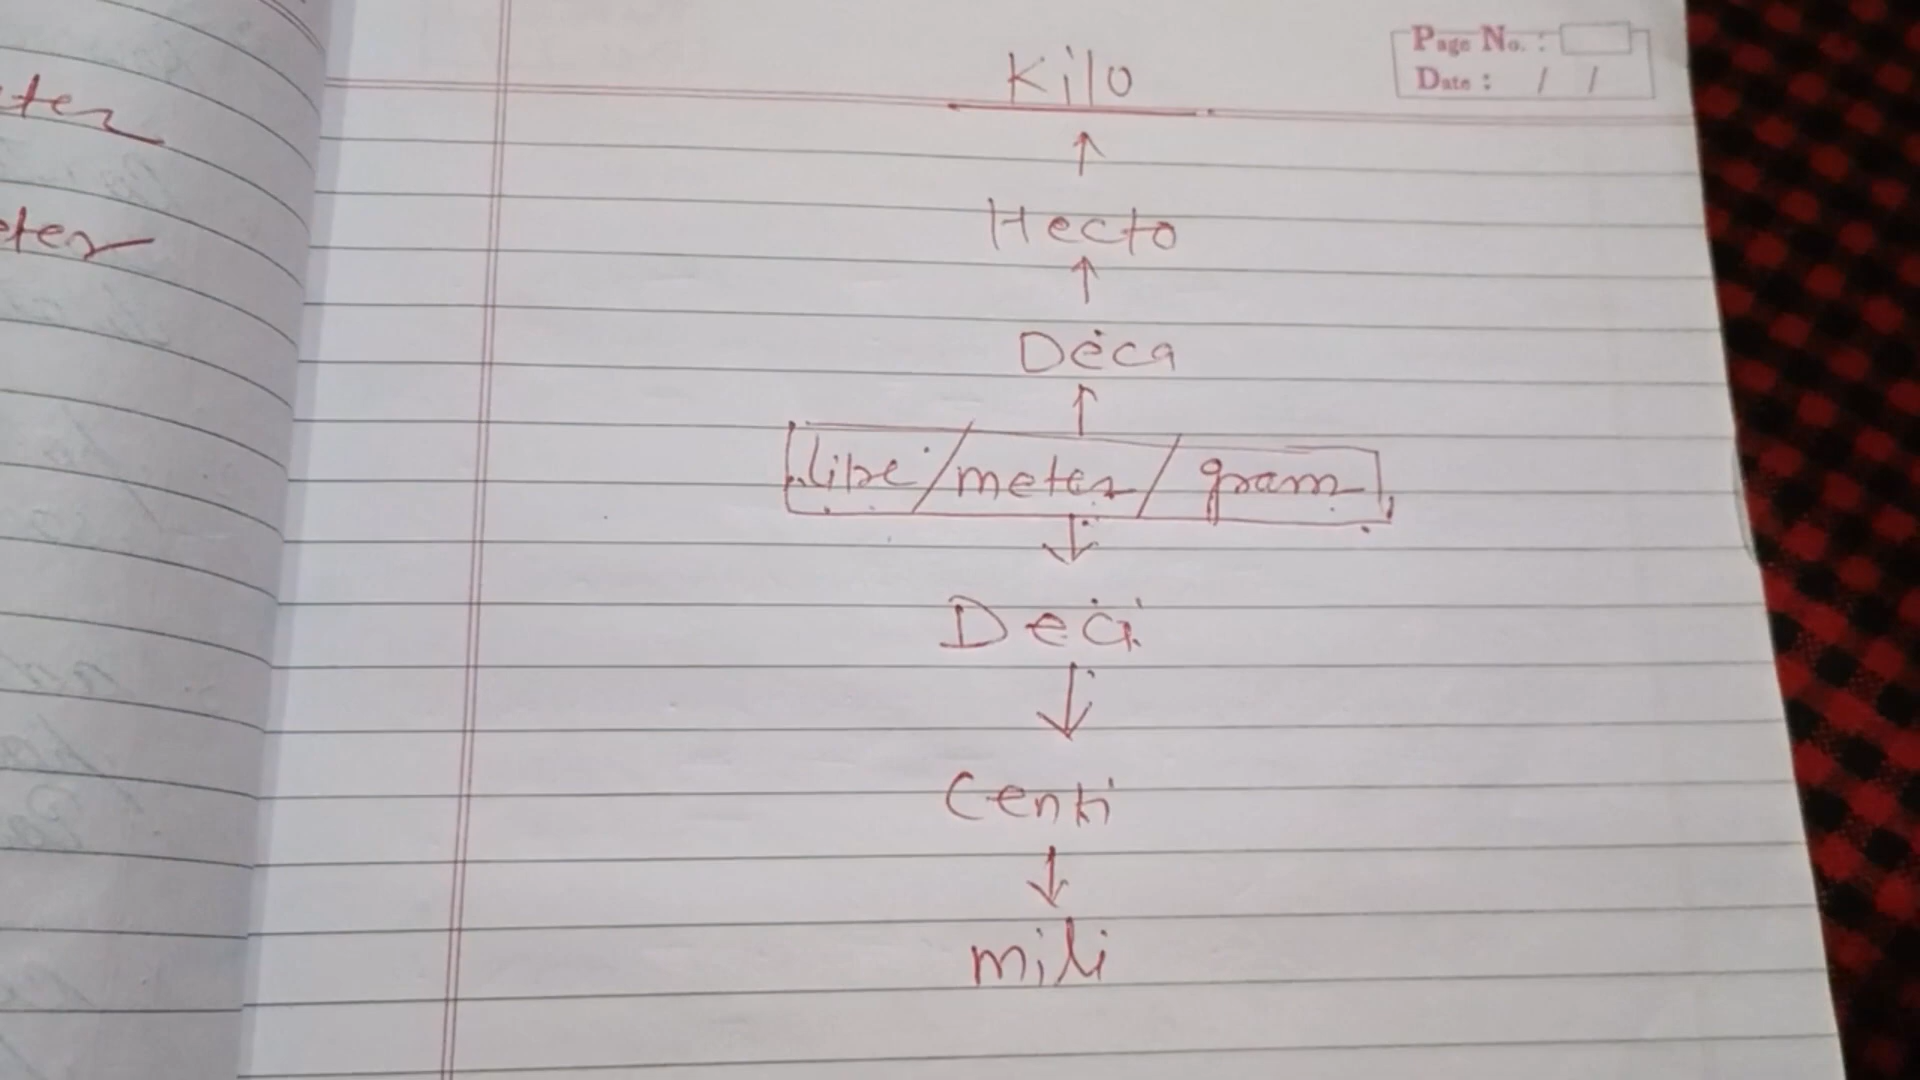 Kilo
Page No. :
Date : / /
↑
Hecto
↑
Deca
↑
litre/meter/gram
↓
Deci
↓
Centi
↓
mili